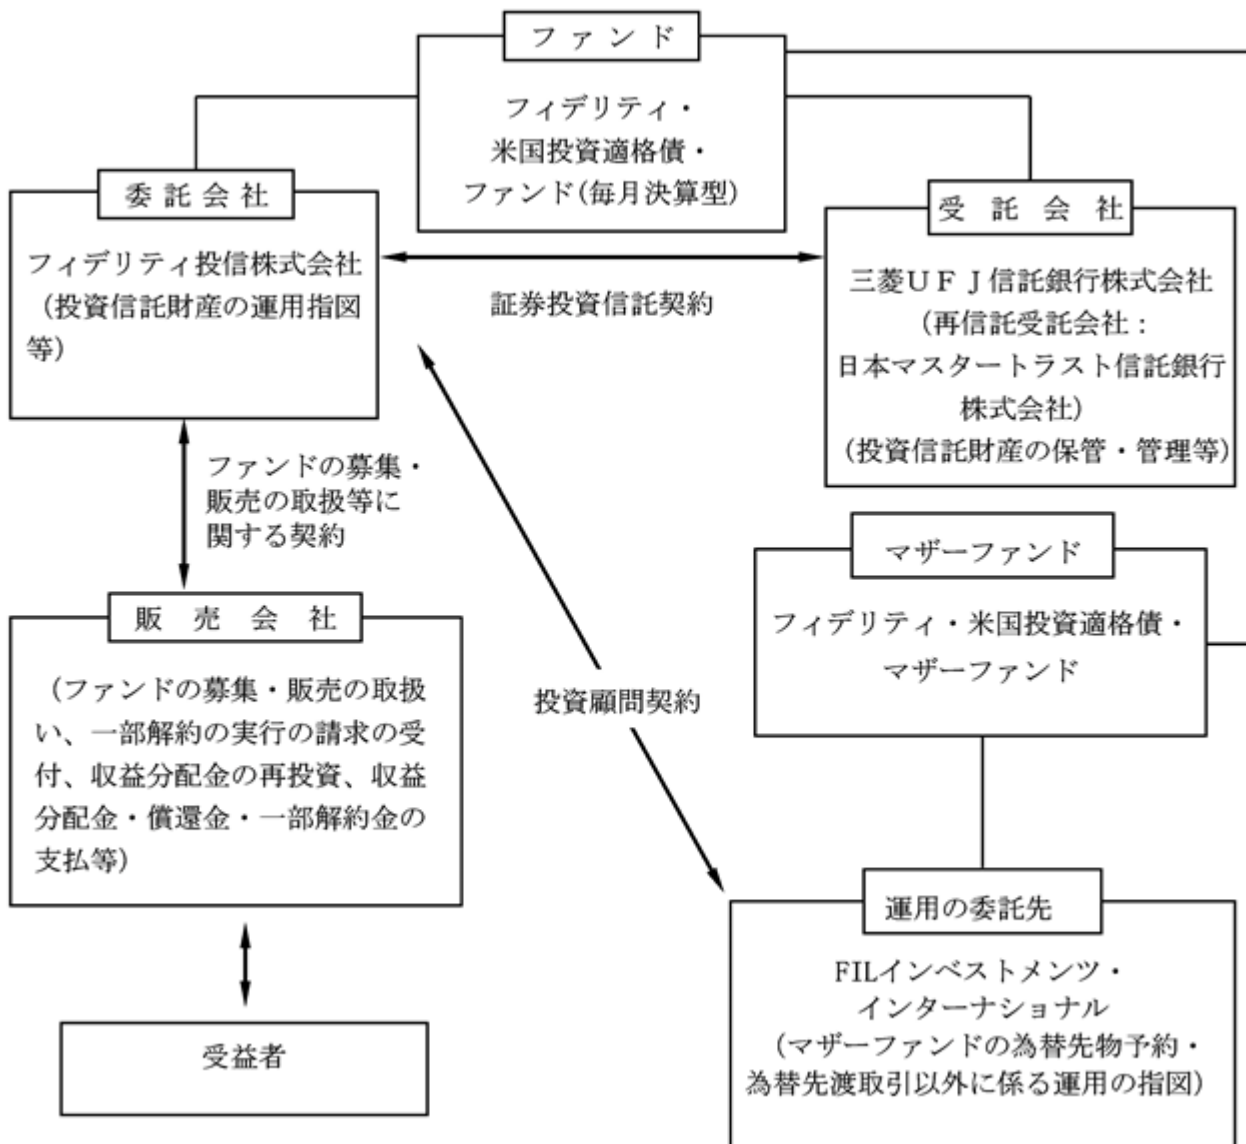 ファンド
フィデリティ・
米国投資適格債・
ファンド(毎月決算型)
委託会社
フィデリティ投信株式会社
(投資信託財産の運用指図
等)
証券投資信託契約
受託会社
三菱UFJ信託銀行株式会社
(再信託受託会社:
日本マスタートラスト信託銀行
株式会社)
(投資信託財産の保管・管理等)
ファンドの募集・
販売の取扱等に
関する契約
マザーファンド
フィデリティ・米国投資適格債・
マザーファンド
販売会社
(ファンドの募集・販売の取扱
い、一部解約の実行の請求の受
付、収益分配金の再投資、収益
分配金・償還金・一部解約金の
支払等)
投資顧問契約
運用の委託先
FILインベストメンツ・
インターナショナル
(マザーファンドの為替先物予約・
為替先渡取引以外に係る運用の指図)
受益者